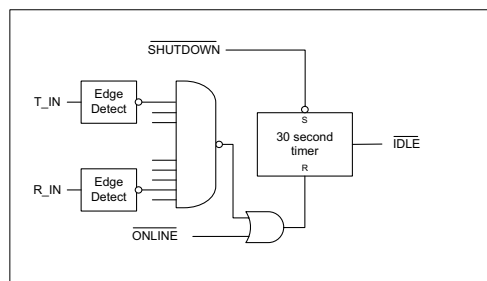 SHUTDOWN
T_IN
Edge
Detect
S
30 second
timer
R
IDLE
R_IN
Edge
Detect
ONLINE